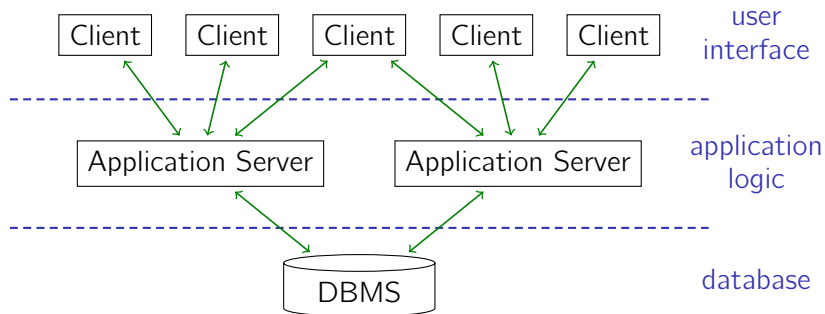 Client Client Client Client Client
user
interface
Application Server Application Server
application
logic
DBMS
database